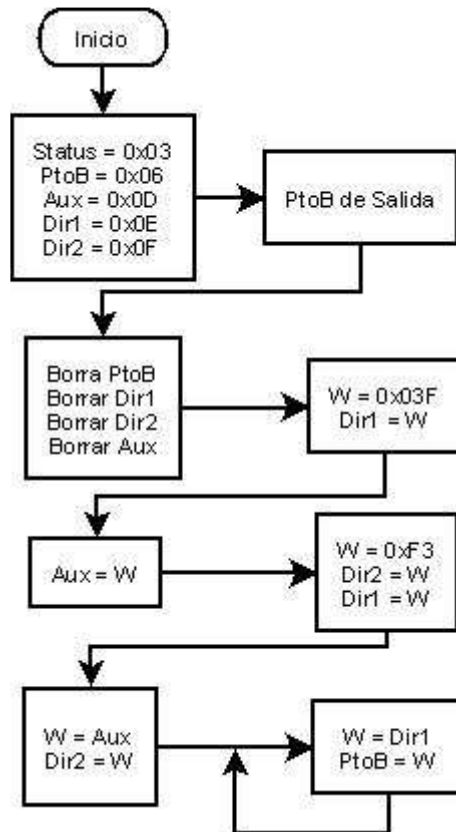 Inicio
Status = 0x03
PtoB = 0x06
Aux = 0x0D
Dir1 = 0x0E
Dir2 = 0x0F
PtoB de Salida
Borra PtoB
Borrar Dir1
Borrar Dir2
Borrar Aux
W = 0x03F
Dir1 = W
Aux = W
W = 0xF3
Dir2 = W
Dir1 = W
W = Aux
Dir2 = W
W = Dir1
PtoB = W